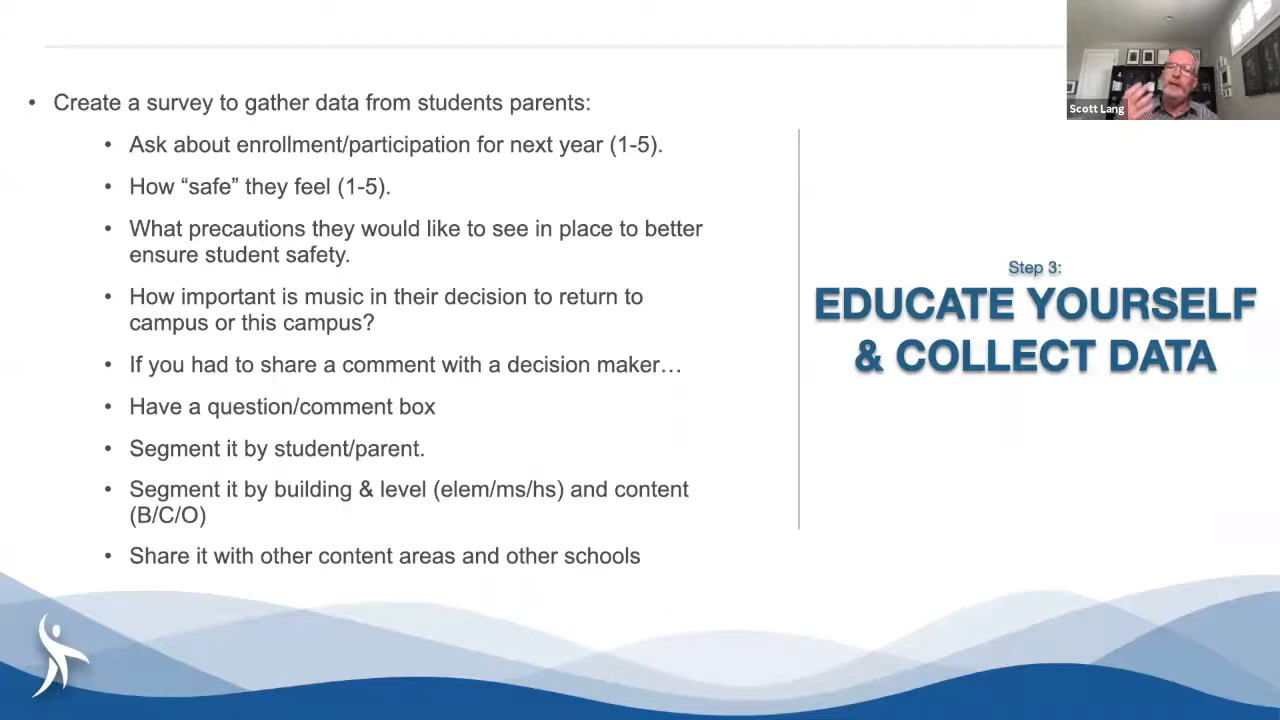 • Create a survey to gather data from students parents:
• Ask about enrollment/participation for next year (1-5).
• How “safe” they feel (1-5).
• What precautions they would like to see in place to better
ensure student safety.
• How important is music in their decision to return to
campus or this campus?
• If you had to share a comment with a decision maker…
• Have a question/comment box
• Segment it by student/parent.
• Segment it by building & level (elem/ms/hs) and content
(B/C/O)
• Share it with other content areas and other schools
Step 3:
EDUCATE YOURSELF
& COLLECT DATA
Scott Lang